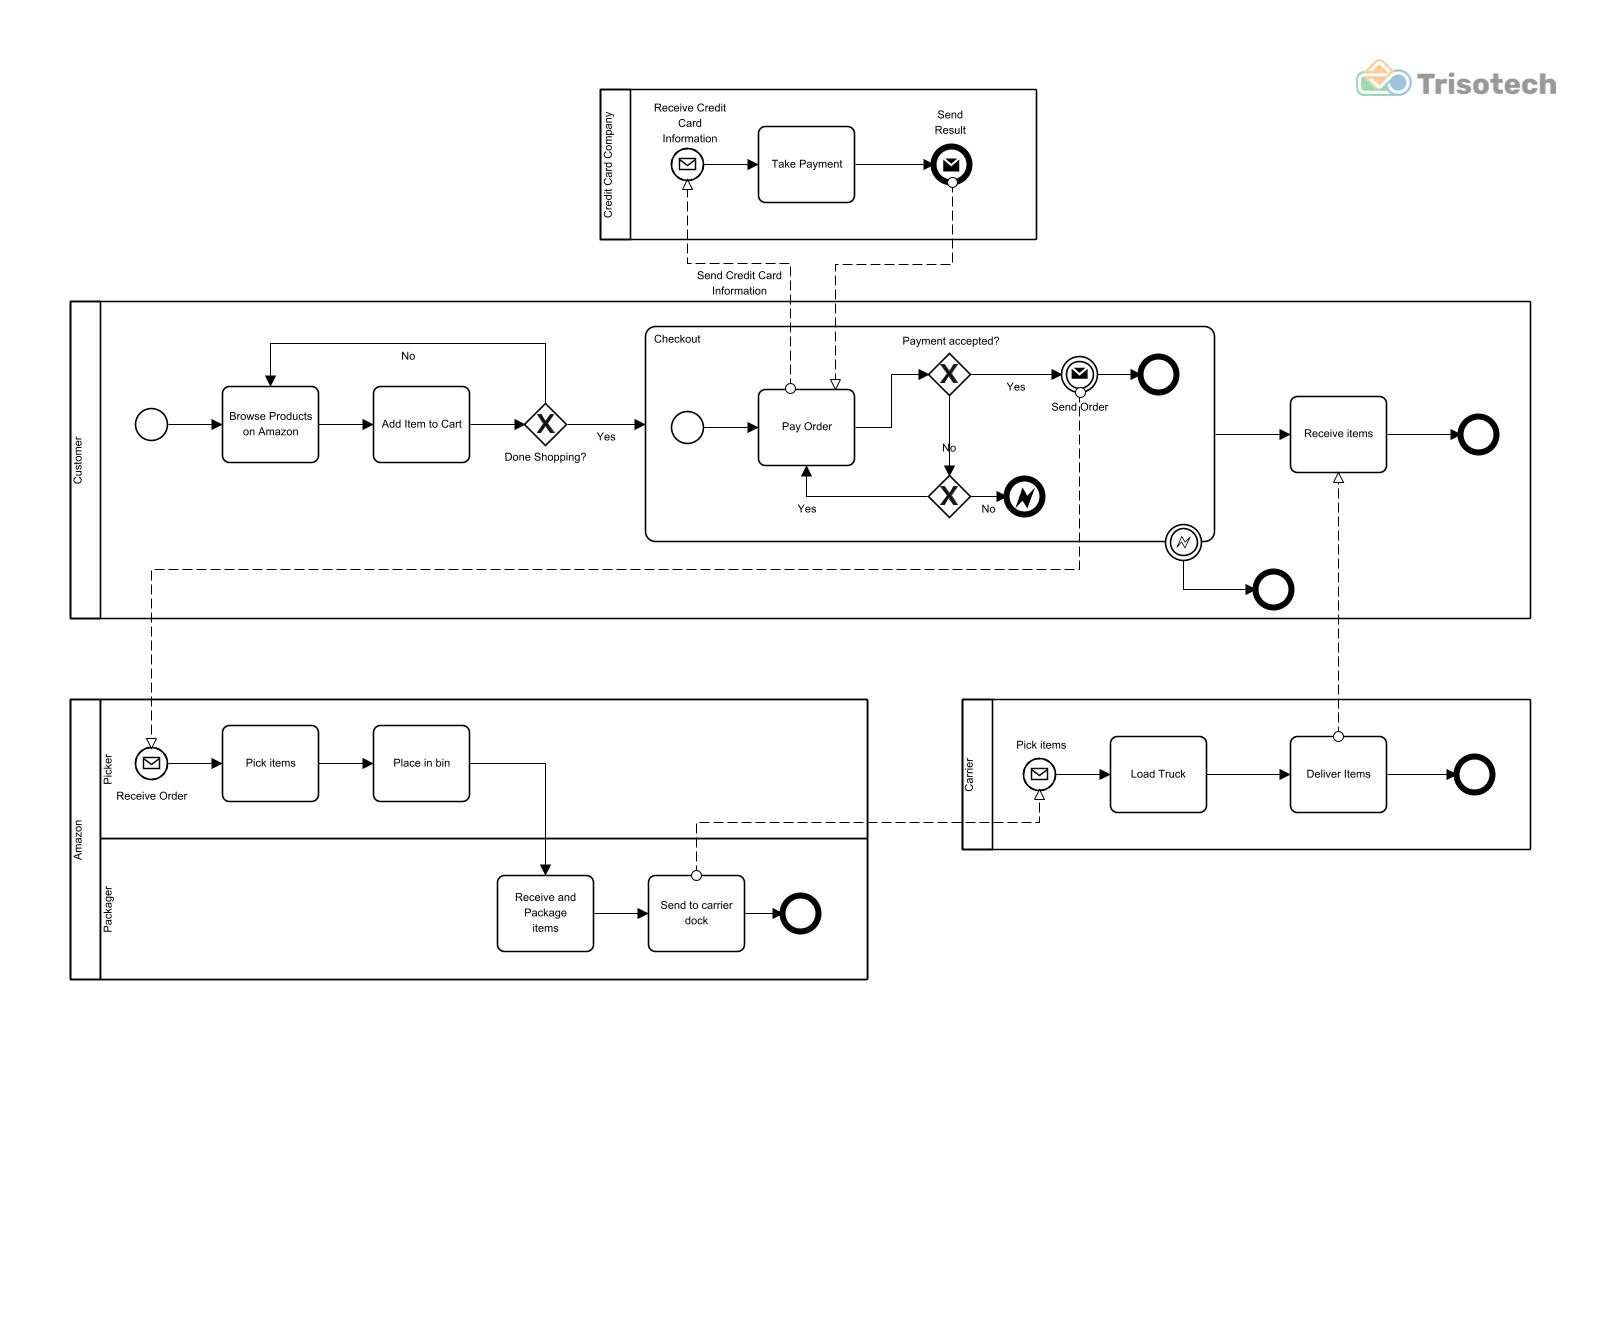 Trisotech
Credit Card Company
Receive Credit
Card
Information
Take Payment
Send
Result
Send Credit Card
Information
Customer
No
Browse Products
on Amazon
Add Item to Cart
Done Shopping?
Yes
Checkout
Pay Order
Payment accepted?
Yes
Send Order
No
Yes
No
Receive items
Amazon
Picker
Receive Order
Pick items
Place in bin
Packager
Receive and
Package
items
Send to carrier
dock
Carrier
Pick items
Load Truck
Deliver Items